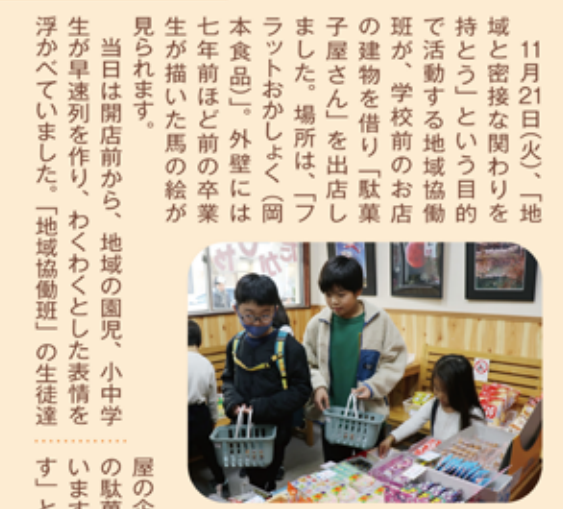 11月21日(火)、「地
域と密接な関わりを
持とう」という目的
で活動する地域協働
班が、学校前のお店
の建物を借り「駄菓
子屋さん」を出店し
ました。場所は、「フ
ラットおかしょく(岡
本食品)」。外壁には
七年前ほど前の卒業
生が描いた馬の絵が
見られます。
当日は開店前から、地域の園児、小中学
生が早速列を作り、わくわくとした表情を
浮かべていました。「地域協働班」の生徒達
屋の
の駄菓
います
す」と